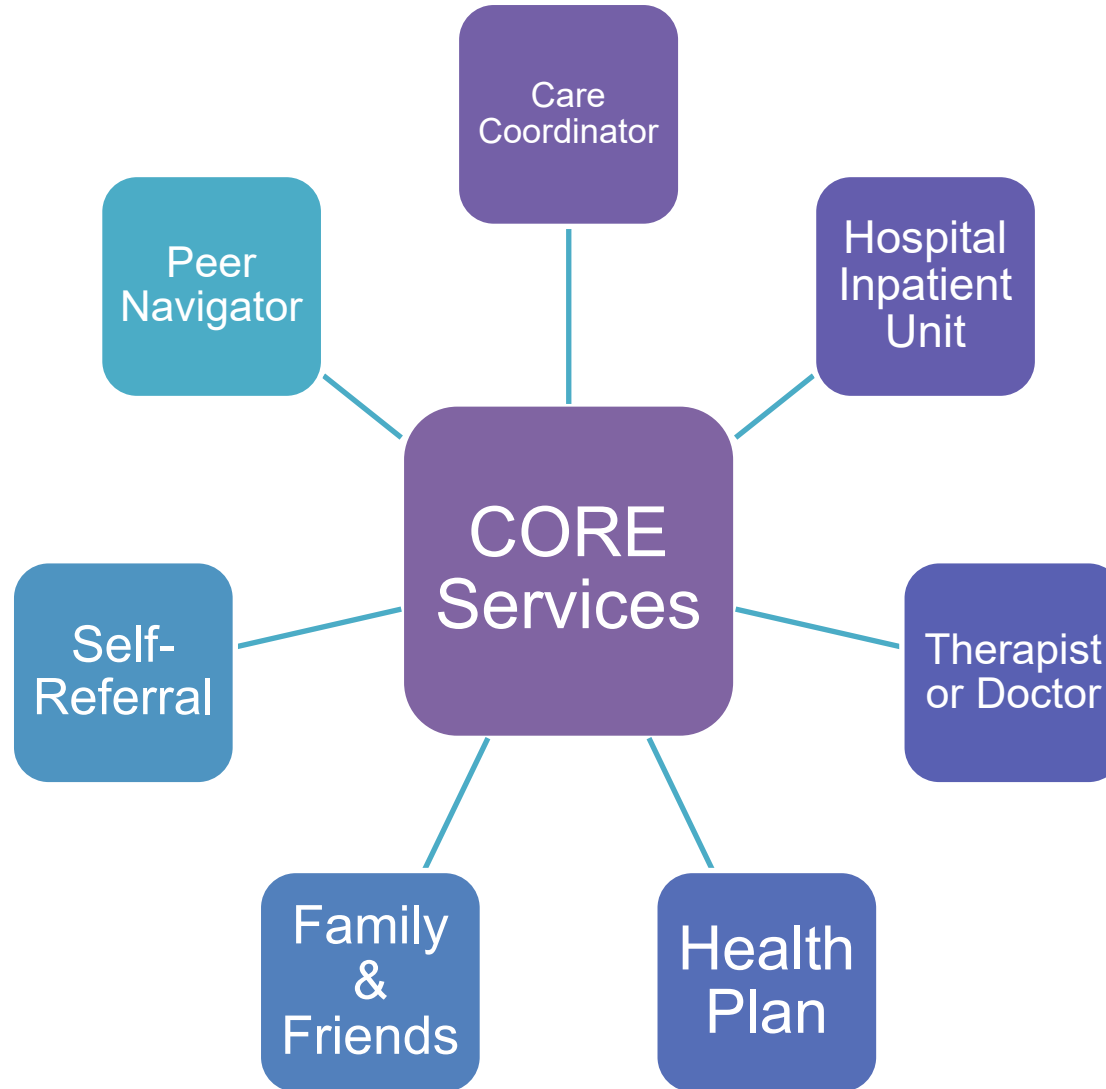 Care
Coordinator
Hospital
Inpatient
Unit
Peer
Navigator
CORE
Services
Self-
Referral
Therapist
or Doctor
Family
&
Friends
Health
Plan